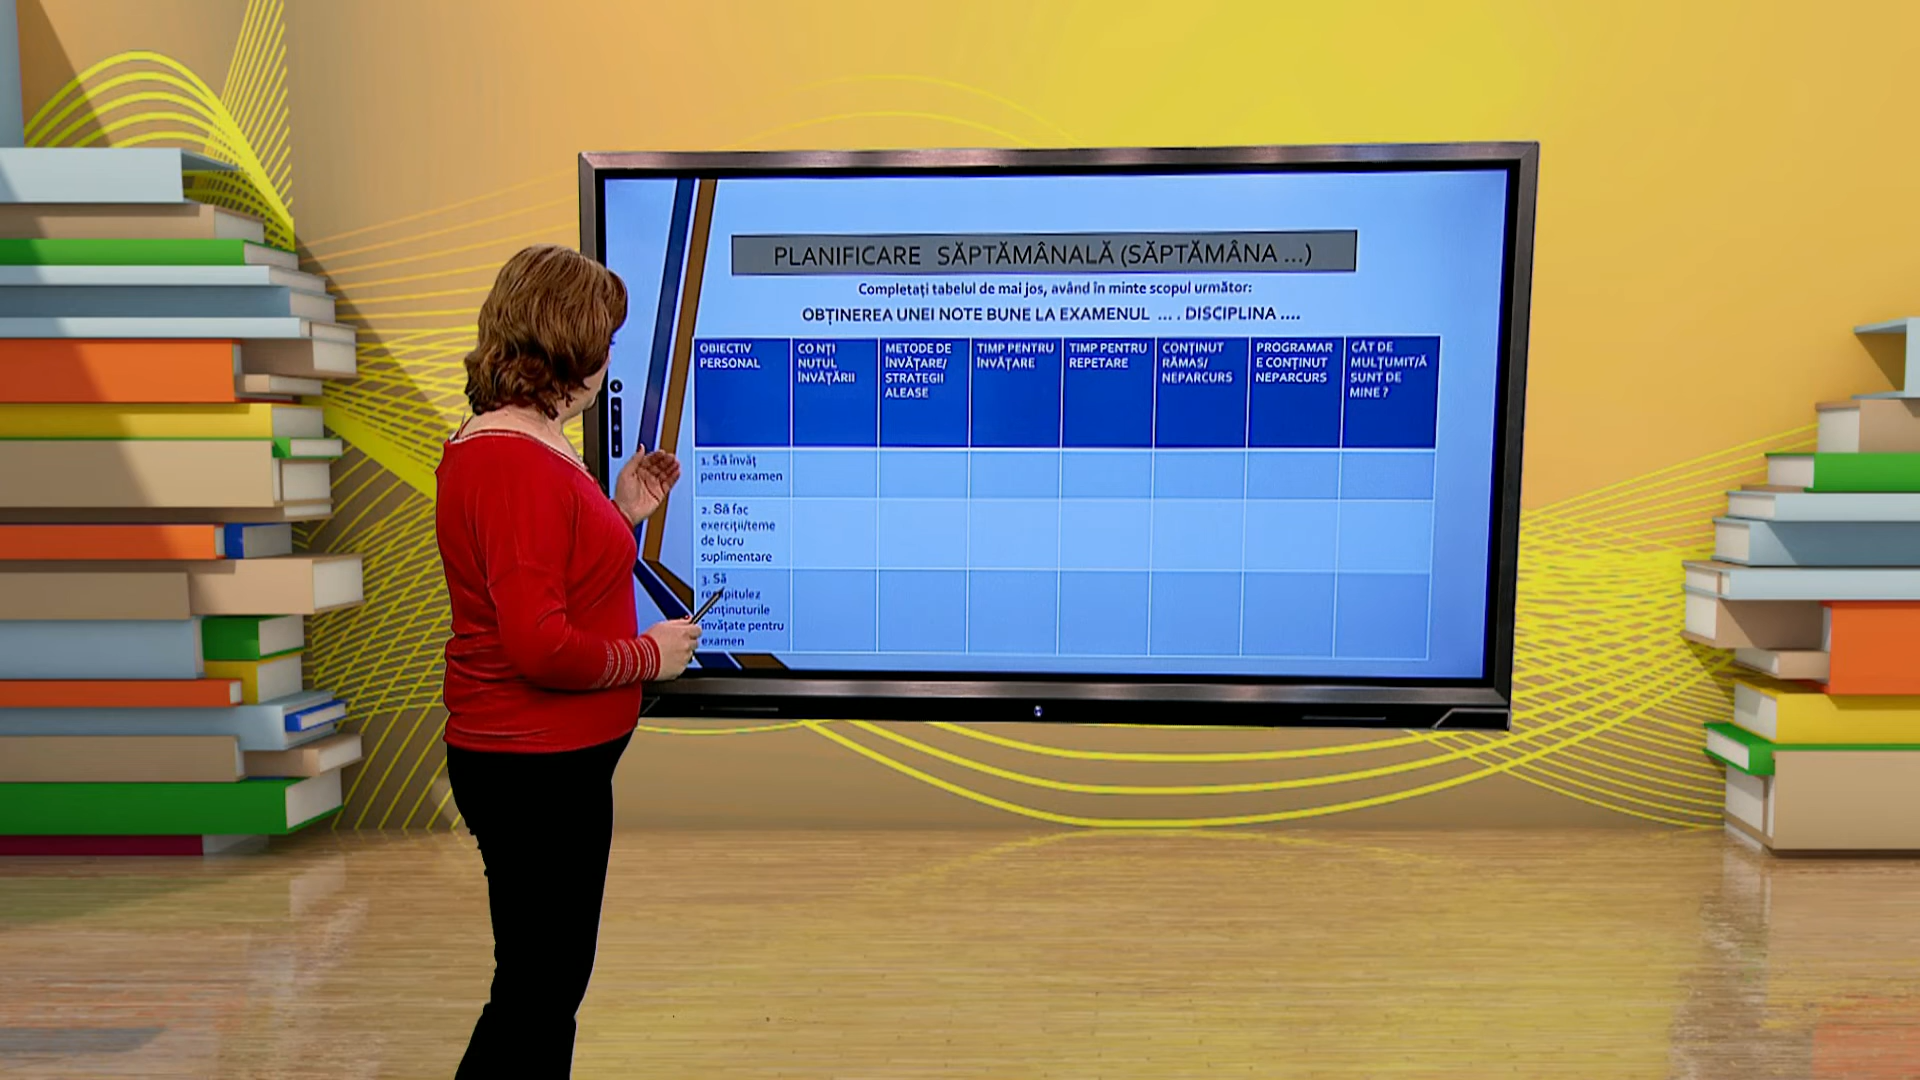 PLANIFICARE SĂPTĂMÂNALĂ (SĂPTĂMÂNA ...)
Completați tabelul de mai jos, având în minte scopul următor:
OBȚINEREA UNEI NOTE BUNE LA EXAMENUL ... . DISCIPLINA ....
OBIECTIV
PERSONAL
CONȚI
NUTUL
ÎNVĂȚĂRII
METODE DE
ÎNVĂȚARE/
STRATEGII
ALEASE
TIMP PENTRU
ÎNVĂȚARE
TIMP PENTRU
REPETARE
CONȚINUT
RĂMAS/
NEPARCURS
PROGRAMAR
E CONȚINUT
NEPARCURS
CÂT DE
MULȚUMIT/Ă
SUNT DE
MINE ?
1. Să învăț
pentru examen
2. Să fac
exerciții/teme
de lucru
suplimentare
3. Să
recapitulez
conținuturile
învățate pentru
examen